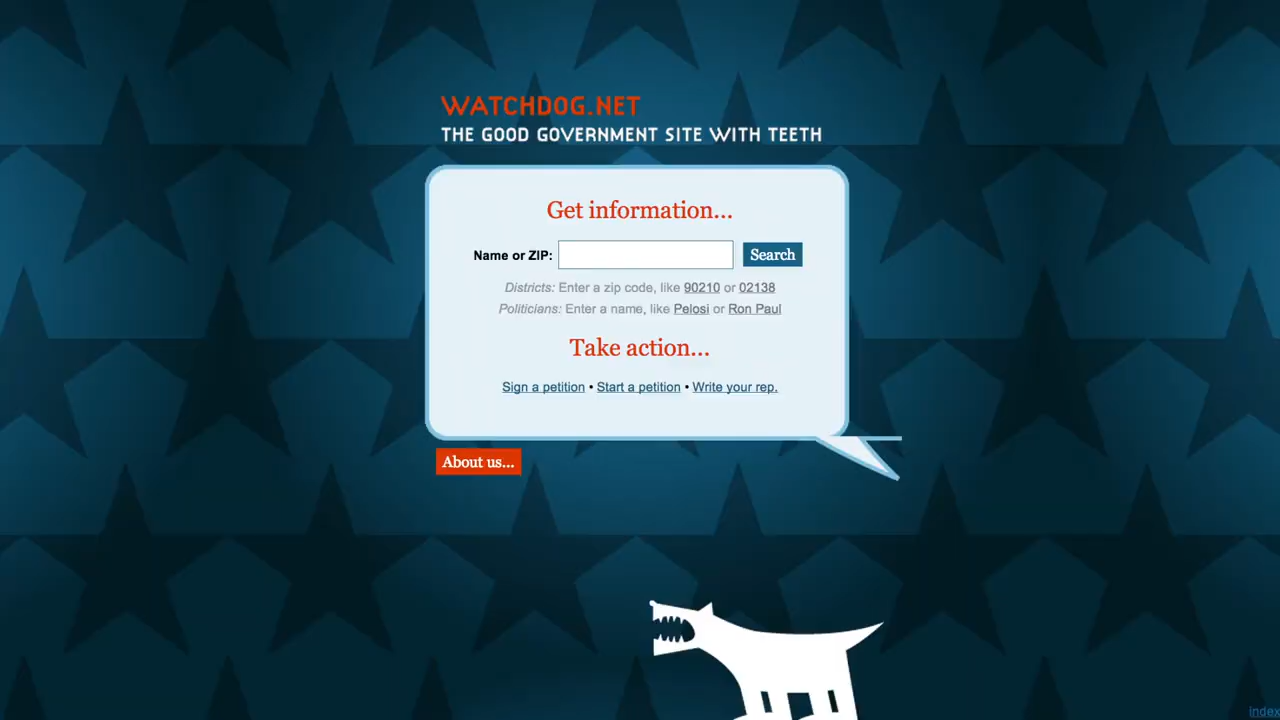 WATCHDOG.NET
THE GOOD GOVERNMENT SITE WITH TEETH
Get information...
Name or ZIP: Search
Districts: Enter a zip code, like 90210 or 02138
Politicians: Enter a name, like Pelosi or Ron Paul
Take action...
Sign a petition • Start a petition • Write your rep.
About us...
index